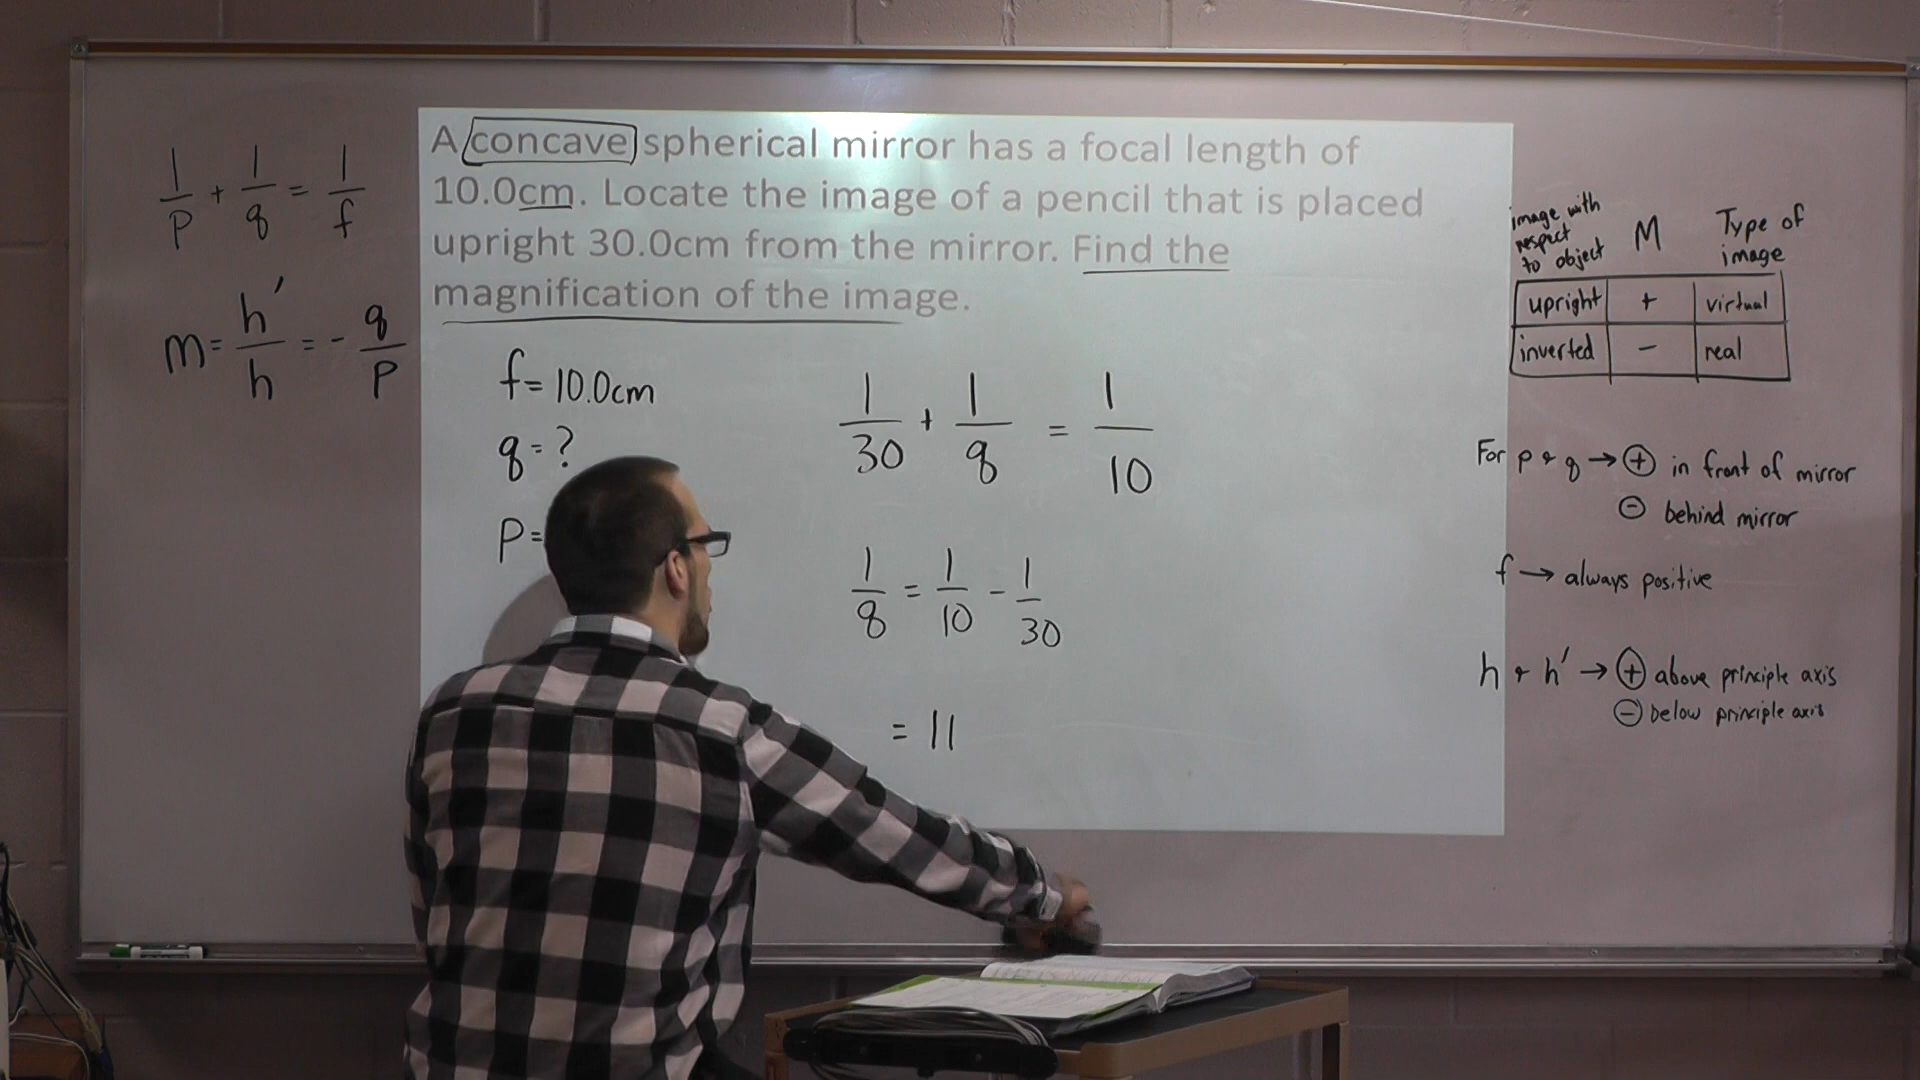 1/p + 1/q = 1/f
m = h'/h = - q/p
A concave spherical mirror has a focal length of
10.0cm. Locate the image of a pencil that is placed
upright 30.0cm from the mirror. Find the
magnification of the image.
f = 10.0cm
q = ?
p =
1/30 + 1/q = 1/10
1/q = 1/10 - 1/30
= 11
image with respect to object M Type of image
upright + virtual
inverted - real
For p & q → ⊕ in front of mirror
⊖ behind mirror
f → always positive
h & h' → ⊕ above principle axis
⊖ below principle axis